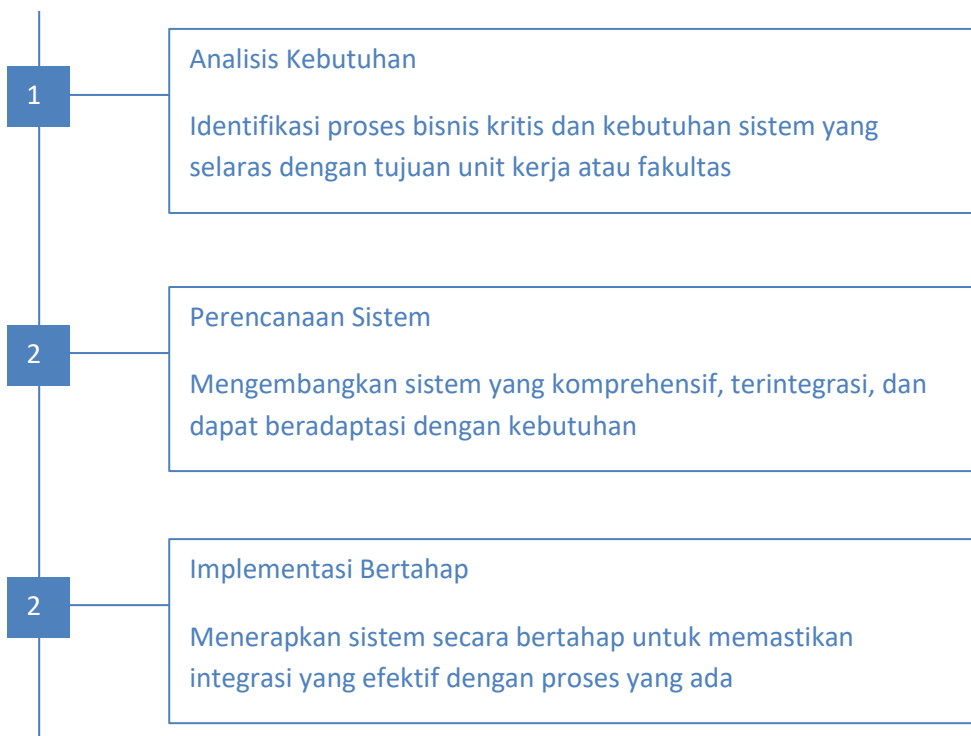 1
Analisis Kebutuhan
Identifikasi proses bisnis kritis dan kebutuhan sistem yang
selaras dengan tujuan unit kerja atau fakultas
2
Perencanaan Sistem
Mengembangkan sistem yang komprehensif, terintegrasi, dan
dapat beradaptasi dengan kebutuhan
2
Implementasi Bertahap
Menerapkan sistem secara bertahap untuk memastikan
integrasi yang efektif dengan proses yang ada